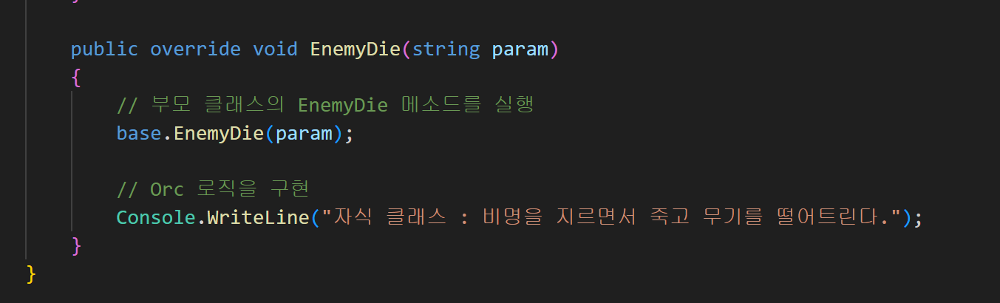 public override void EnemyDie(string param)
{
// 부모 클래스의 EnemyDie 메소드를 실행
base.EnemyDie(param);
// Orc 로직을 구현
Console.WriteLine("자식 클래스 : 비명을 지르면서 죽고 무기를 떨어트린다.");
}
}